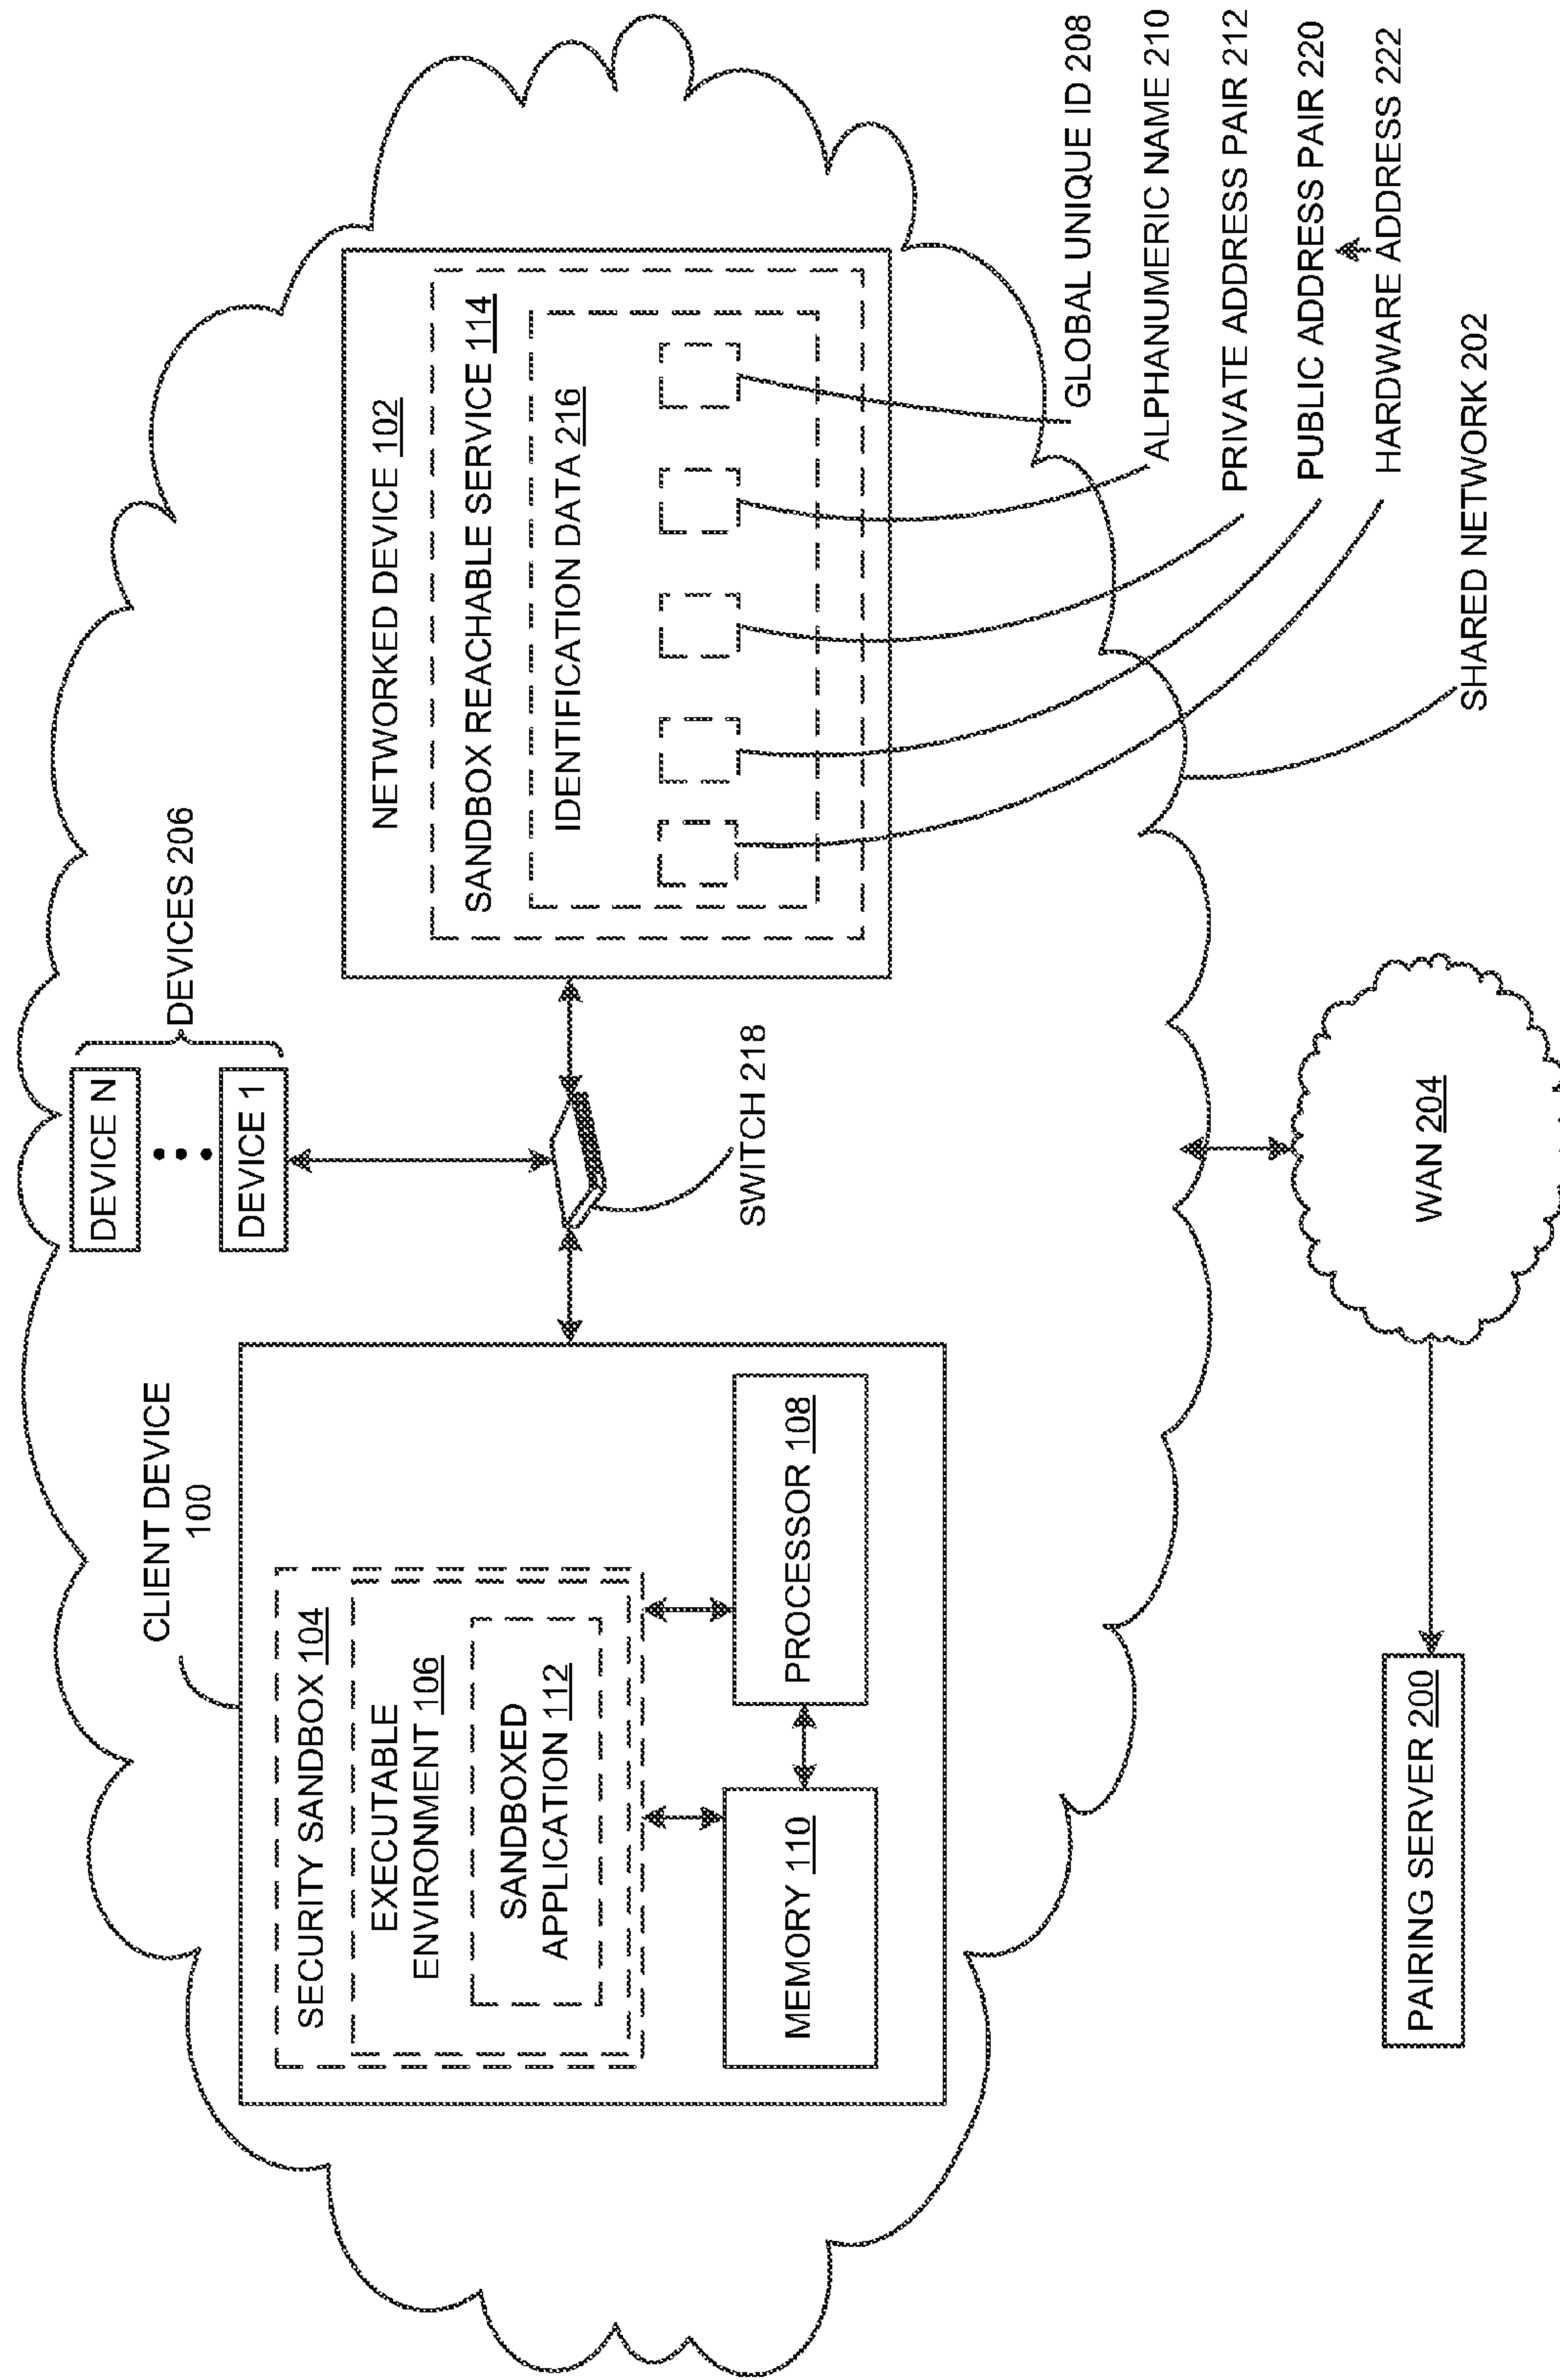 DEVICE N
DEVICE 1
DEVICES 206
CLIENT DEVICE
100
SECURITY SANDBOX 104
EXECUTABLE
ENVIRONMENT 106
SANDBOXED
APPLICATION 112
MEMORY 110
PROCESSOR 108
SWITCH 218
NETWORKED DEVICE 102
SANDBOX REACHABLE SERVICE 114
IDENTIFICATION DATA 216
GLOBAL UNIQUE ID 208
ALPHANUMERIC NAME 210
PRIVATE ADDRESS PAIR 212
PUBLIC ADDRESS PAIR 220
HARDWARE ADDRESS 222
SHARED NETWORK 202
WAN 204
PAIRING SERVER 200